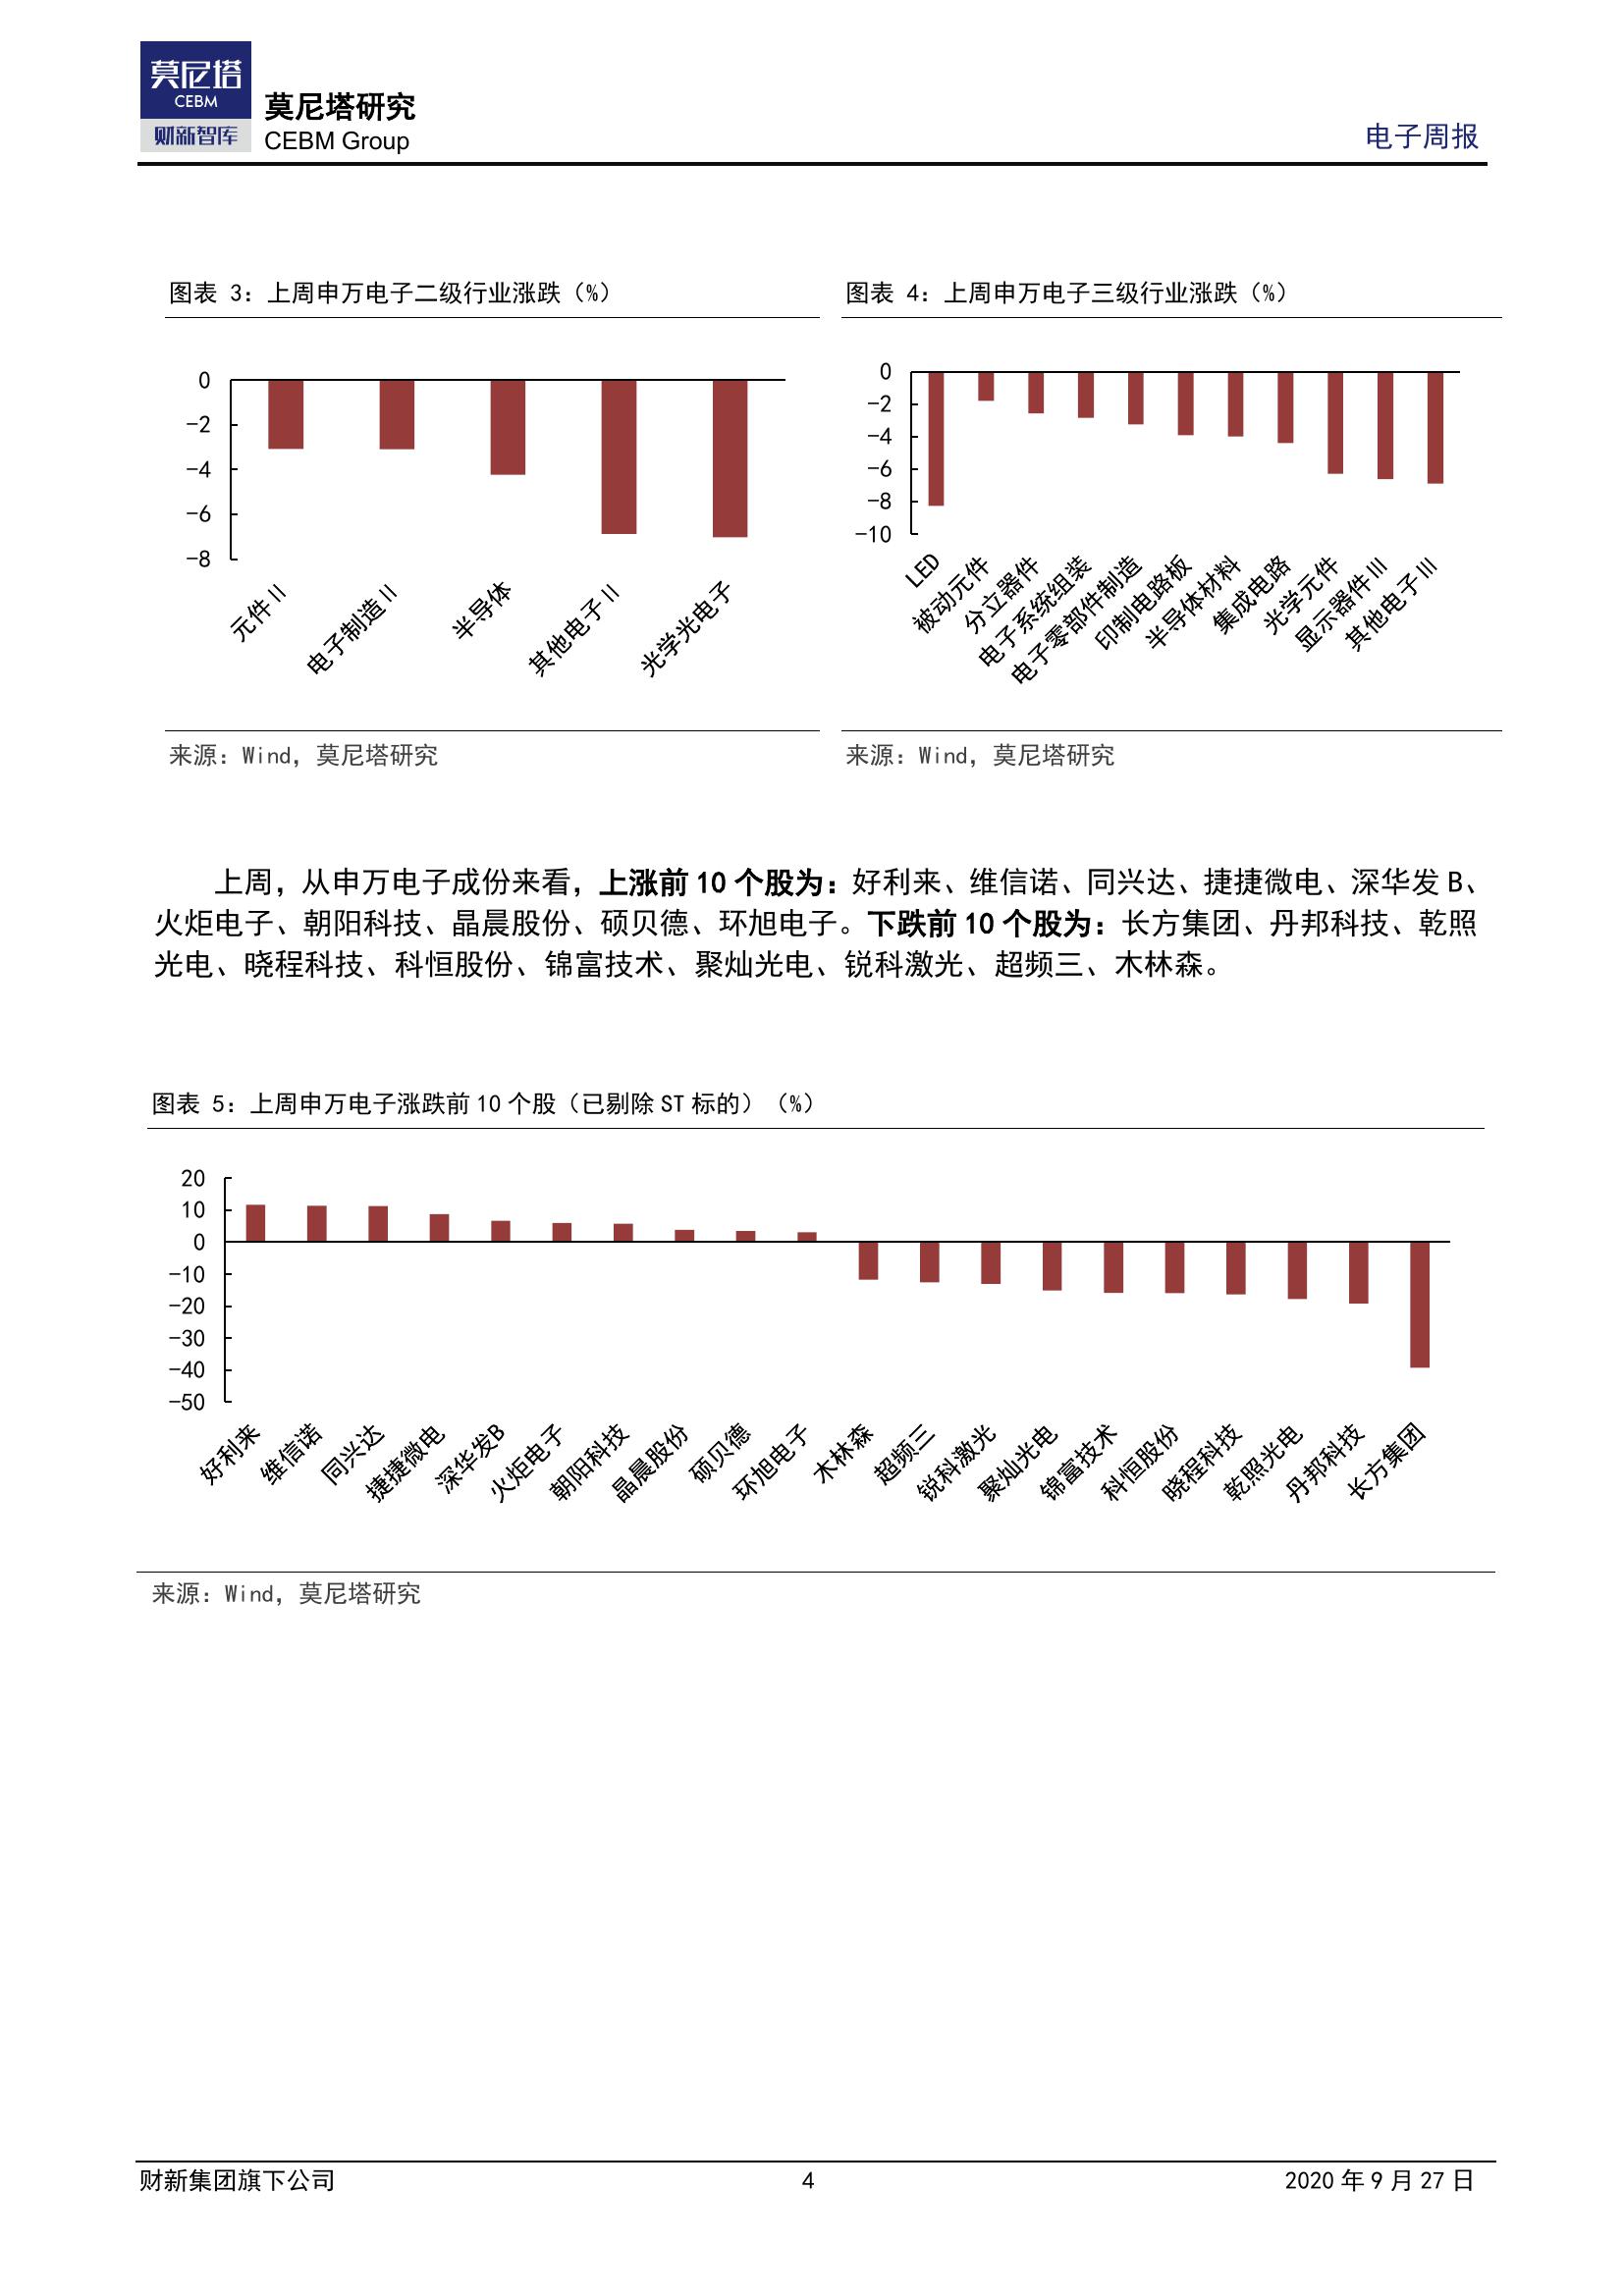 莫尼塔
CEBM
财新智库
莫尼塔研究
CEBM Group
电子周报
图表 3：上周申万电子二级行业涨跌（%）
0
-2
-4
-6
-8
元件Ⅱ
电子制造Ⅱ
半导体
其他电子Ⅱ
光学光电子
来源：Wind，莫尼塔研究
图表 4：上周申万电子三级行业涨跌（%）
0
-2
-4
-6
-8
-10
LED
被动元件
分立器件
电子系统组装
电子零部件制造
印制电路板
半导体材料
集成电路
光学元件
显示器件Ⅲ
其他电子Ⅲ
来源：Wind，莫尼塔研究
上周，从申万电子成份来看，上涨前 10 个股为：好利来、维信诺、同兴达、捷捷微电、深华发 B、
火炬电子、朝阳科技、晶晨股份、硕贝德、环旭电子。下跌前 10 个股为：长方集团、丹邦科技、乾照
光电、晓程科技、科恒股份、锦富技术、聚灿光电、锐科激光、超频三、木林森。
图表 5：上周申万电子涨跌前 10 个股（已剔除 ST 标的）（%）
20
10
0
-10
-20
-30
-40
-50
好利来
维信诺
同兴达
捷捷微电
深华发B
火炬电子
朝阳科技
晶晨股份
硕贝德
环旭电子
木林森
超频三
锐科激光
聚灿光电
锦富技术
科恒股份
晓程科技
乾照光电
丹邦科技
长方集团
来源：Wind，莫尼塔研究
财新集团旗下公司
4
2020 年 9 月 27 日